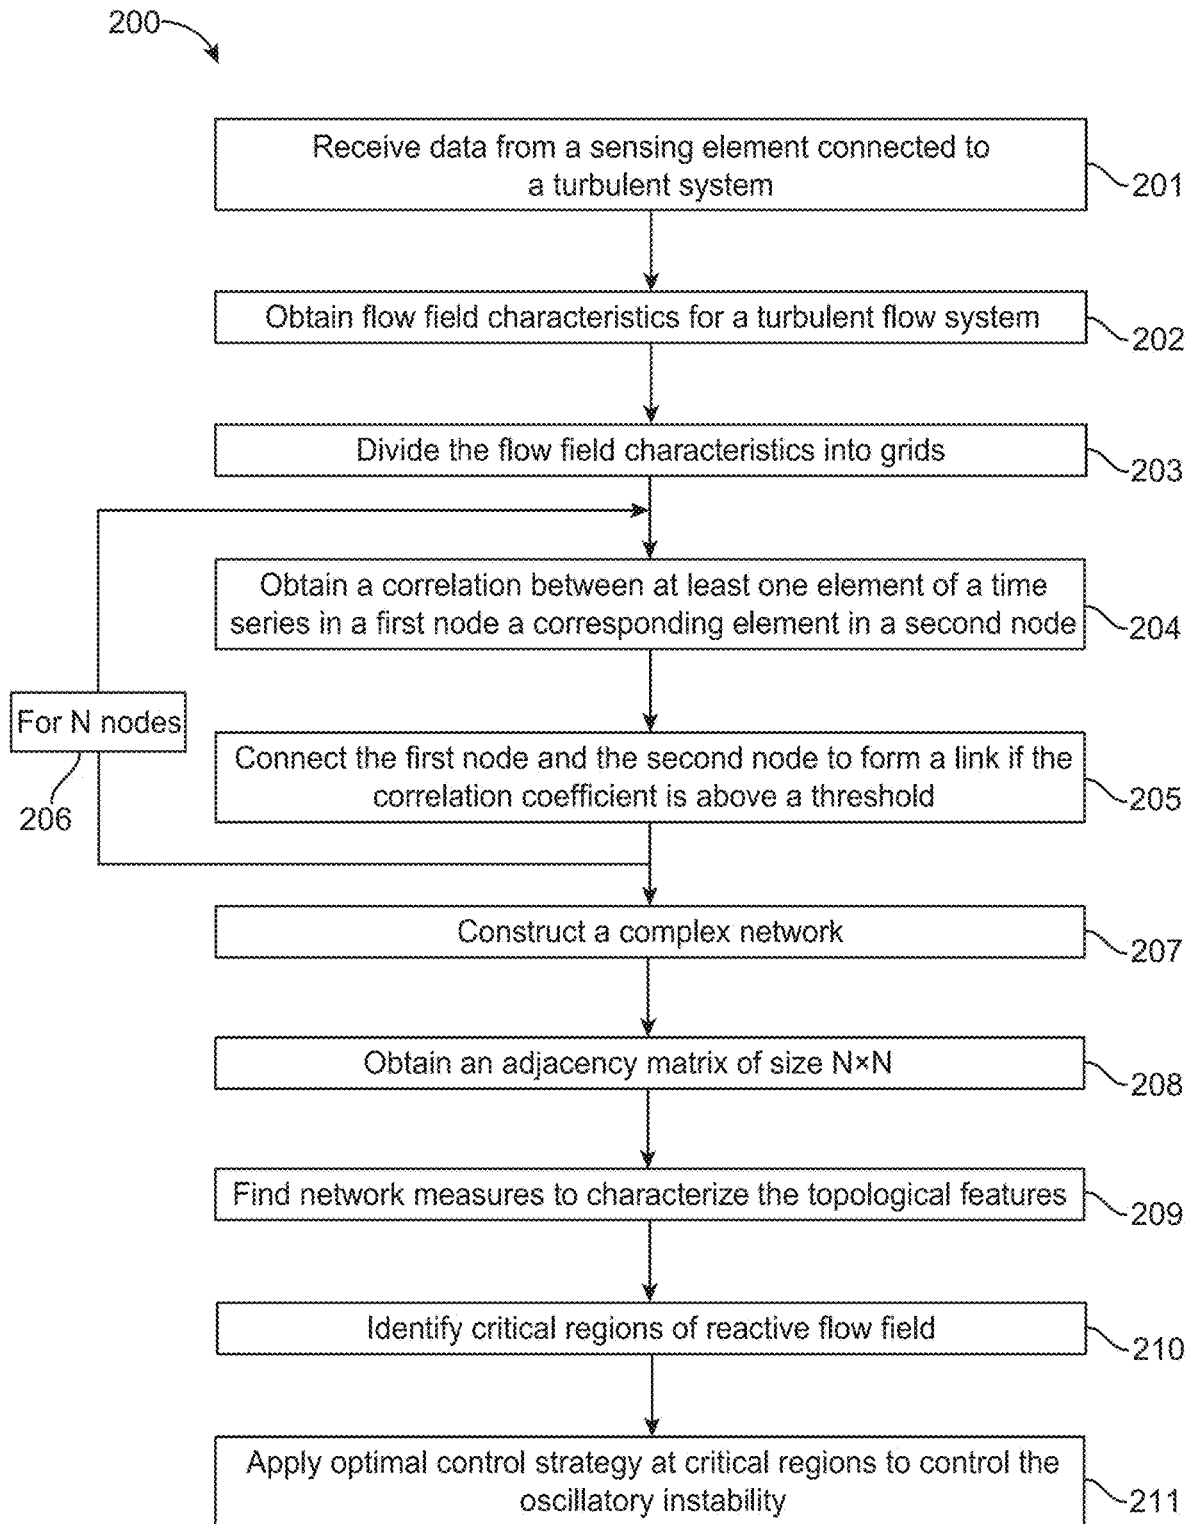 200
Receive data from a sensing element connected to
a turbulent system
201
Obtain flow field characteristics for a turbulent flow system
202
Divide the flow field characteristics into grids
203
Obtain a correlation between at least one element of a time
series in a first node a corresponding element in a second node
204
For N nodes
206
Connect the first node and the second node to form a link if the
correlation coefficient is above a threshold
205
Construct a complex network
207
Obtain an adjacency matrix of size N×N
208
Find network measures to characterize the topological features
209
Identify critical regions of reactive flow field
210
Apply optimal control strategy at critical regions to control the
oscillatory instability
211